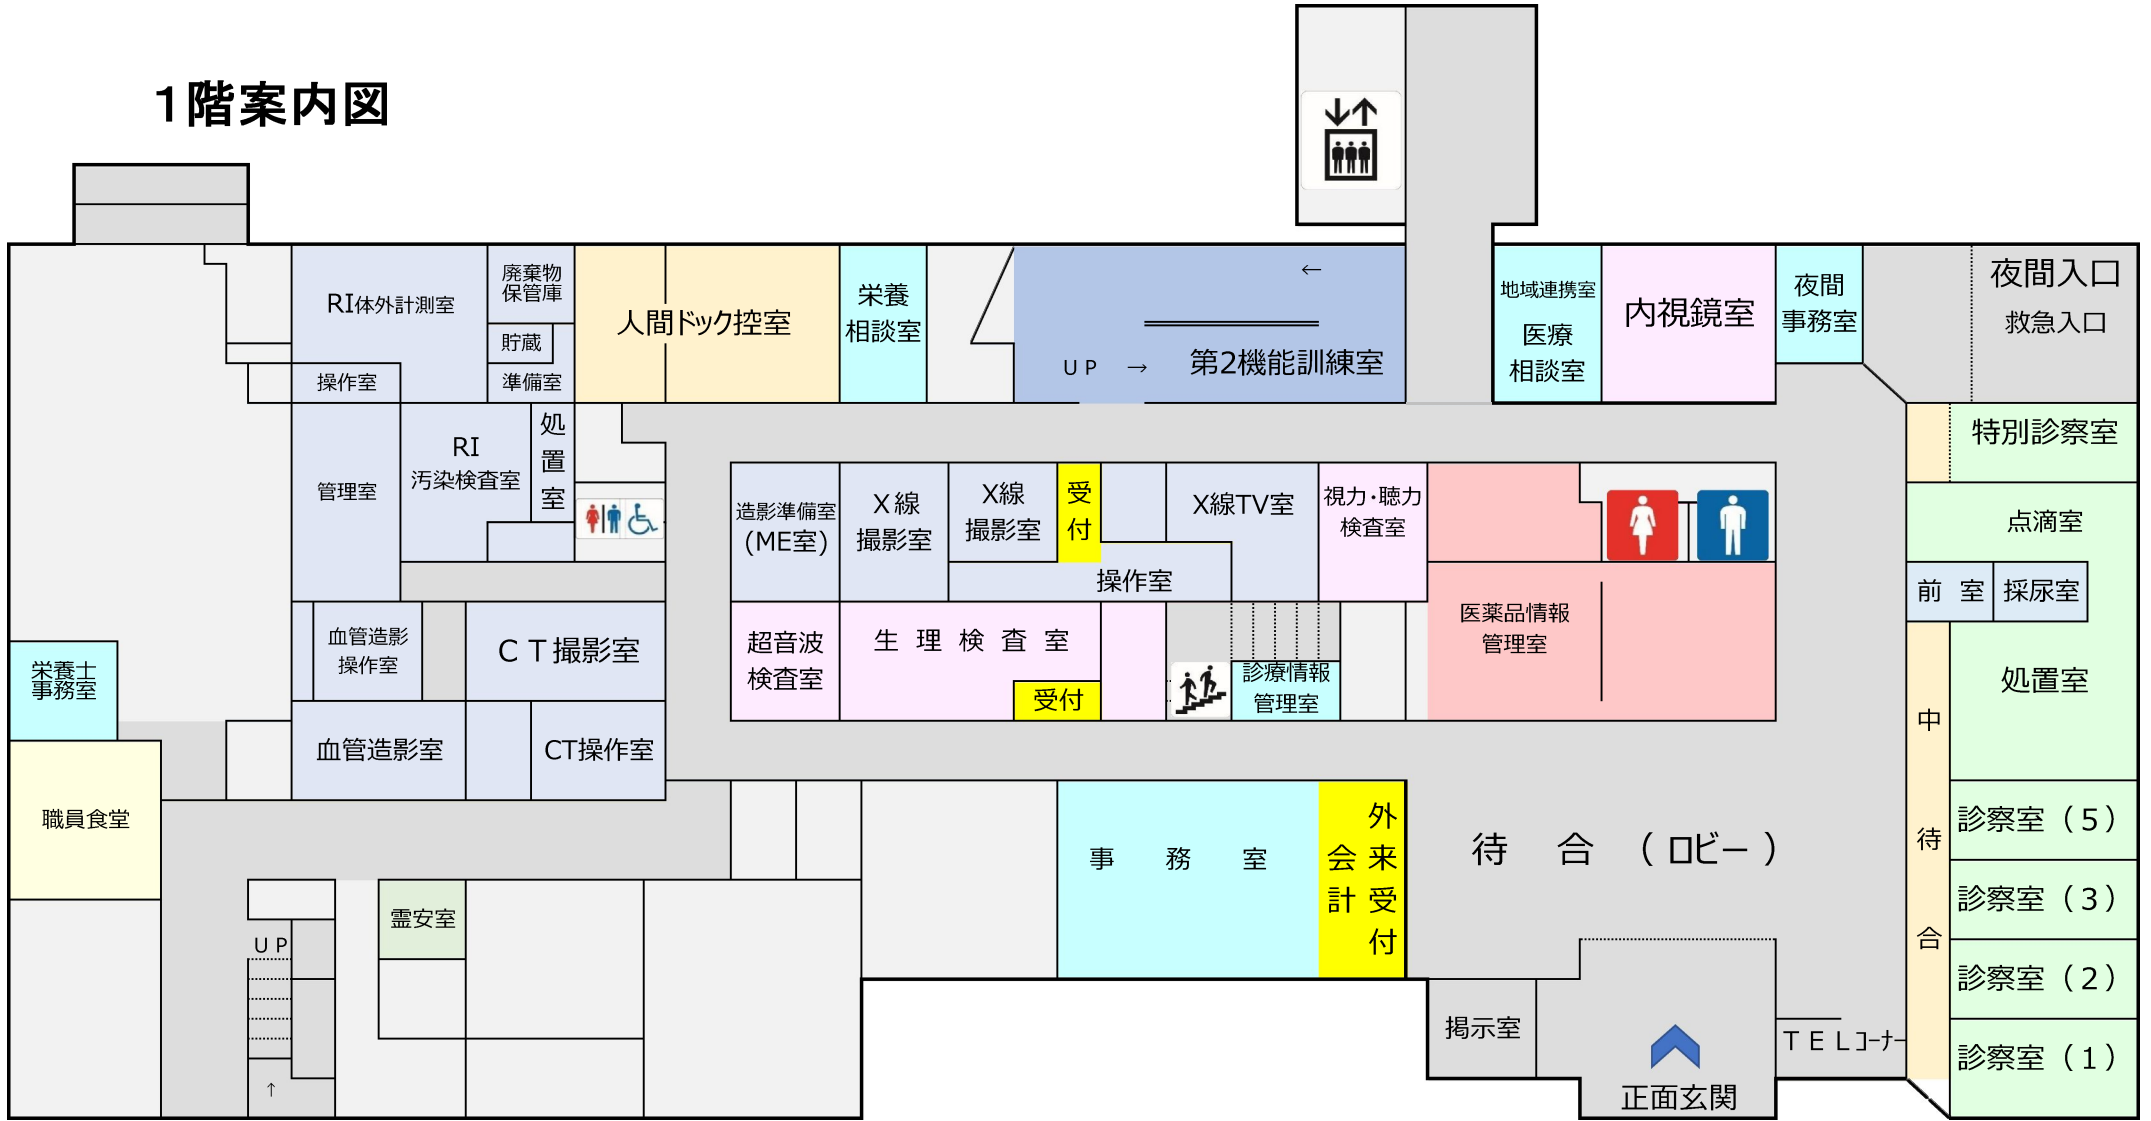 1階案内図
RI体外計測室
操作室
廃棄物
保管庫
貯蔵
準備室
人間ドック控室
栄養
相談室
←
UP →
第2機能訓練室
地域連携室
医療
相談室
内視鏡室
夜間
事務室
夜間入口
救急入口
管理室
RI
汚染検査室
処
置
室
造影準備室
(ME室)
X線
撮影室
X線
撮影室
受
付
X線TV室
操作室
視力・聴力
検査室
特別診察室
点滴室
前 室
採尿室
血管造影
操作室
CT撮影室
超音波
検査室
生理検査室
受付
診療情報
管理室
医薬品情報
管理室
処置室
栄養士
事務室
血管造影室
CT操作室
職員食堂
事 務 室
会
計
外
来
受
付
待 合 (ロビー)
中
待
合
診察室(5)
診察室(3)
診察室(2)
診察室(1)
霊安室
UP
↑
掲示室
正面玄関
TELコーナー